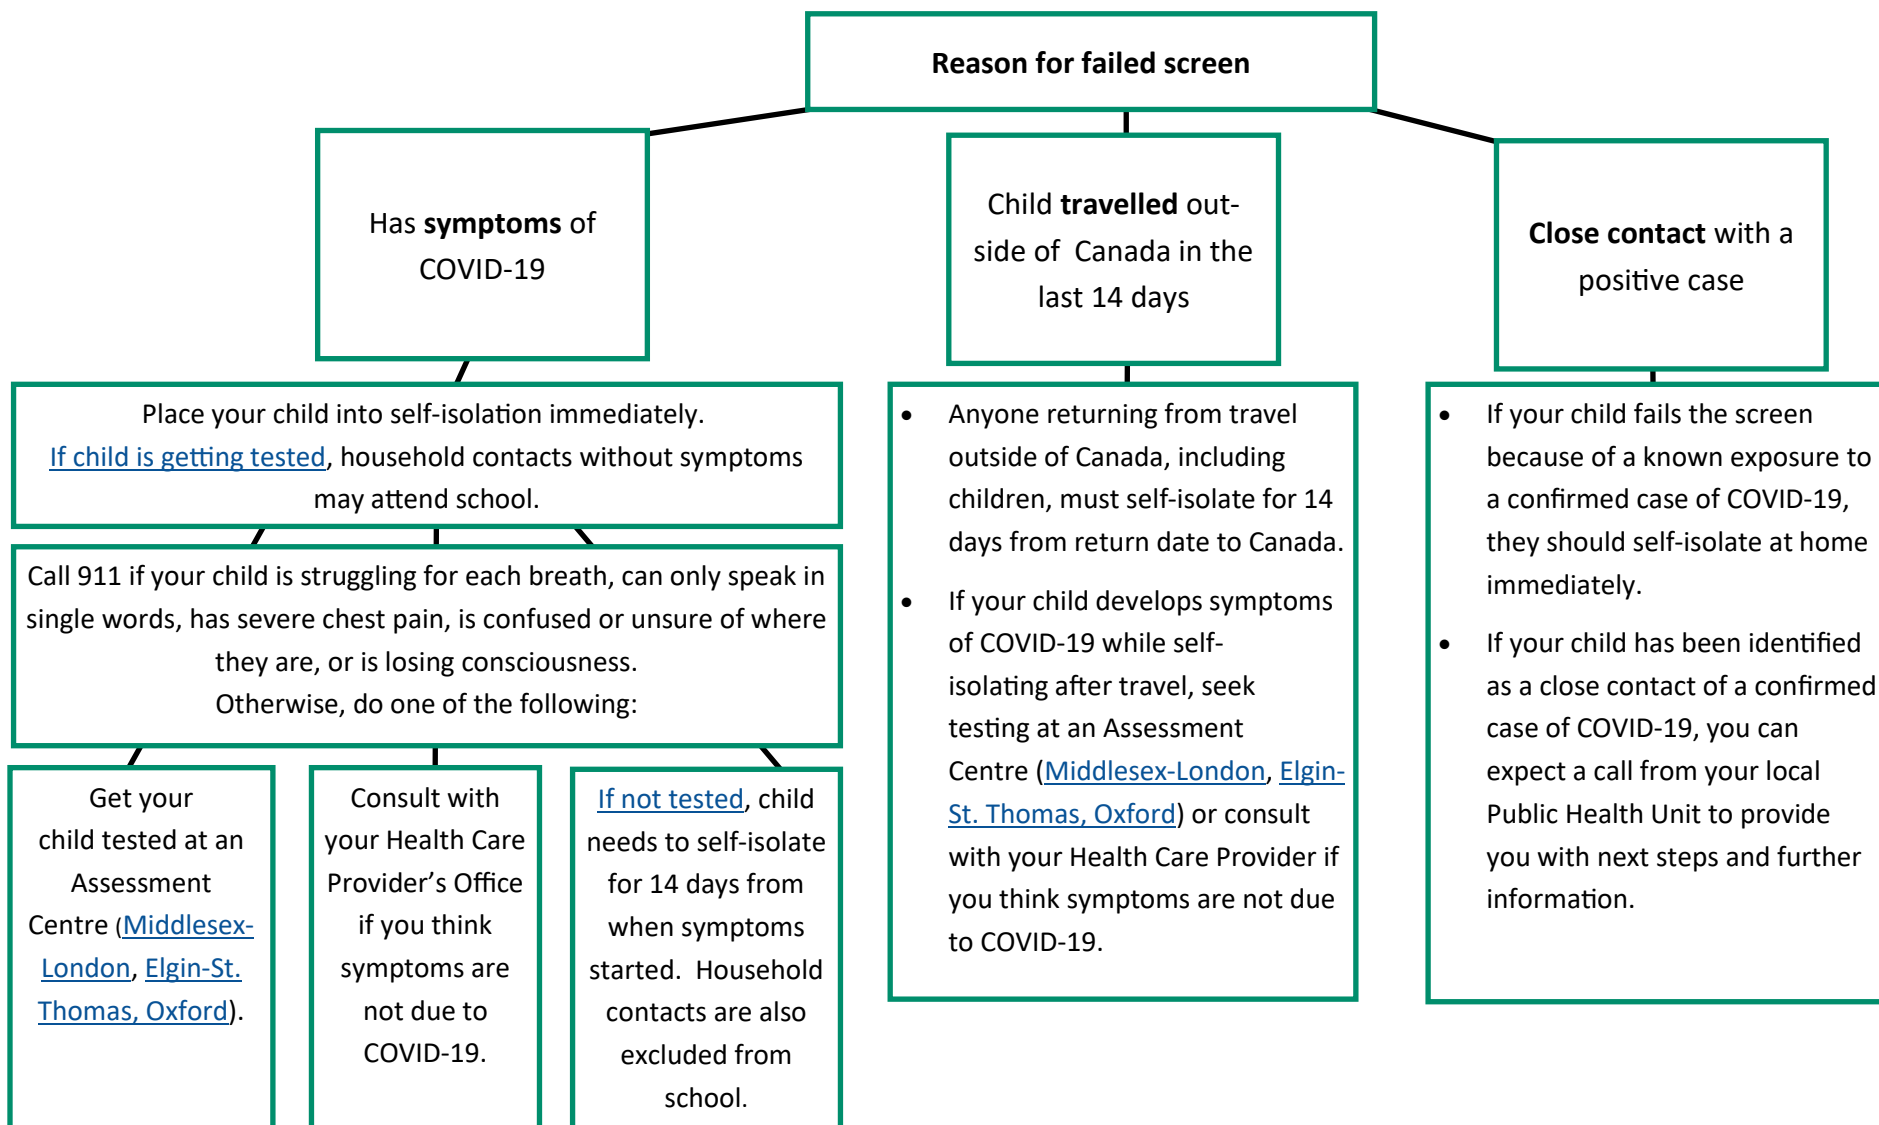 Reason for failed screen
Has symptoms of
COVID-19
Child travelled out-
side of Canada in the
last 14 days
Close contact with a
positive case
Place your child into self-isolation immediately.
If child is getting tested, household contacts without symptoms
may attend school.
Call 911 if your child is struggling for each breath, can only speak in
single words, has severe chest pain, is confused or unsure of where
they are, or is losing consciousness.
Otherwise, do one of the following:
Get your
child tested at an
Assessment
Centre (Middlesex-
London, Elgin-St.
Thomas, Oxford).
Consult with
your Health Care
Provider’s Office
if you think
symptoms are
not due to
COVID-19.
If not tested, child
needs to self-isolate
for 14 days from
when symptoms
started. Household
contacts are also
excluded from
school.
• Anyone returning from travel
outside of Canada, including
children, must self-isolate for 14
days from return date to Canada.
• If your child develops symptoms
of COVID-19 while self-
isolating after travel, seek
testing at an Assessment
Centre (Middlesex-London, Elgin-
St. Thomas, Oxford) or consult
with your Health Care Provider if
you think symptoms are not due
to COVID-19.
• If your child fails the screen
because of a known exposure to
a confirmed case of COVID-19,
they should self-isolate at home
immediately.
• If your child has been identified
as a close contact of a confirmed
case of COVID-19, you can
expect a call from your local
Public Health Unit to provide
you with next steps and further
information.